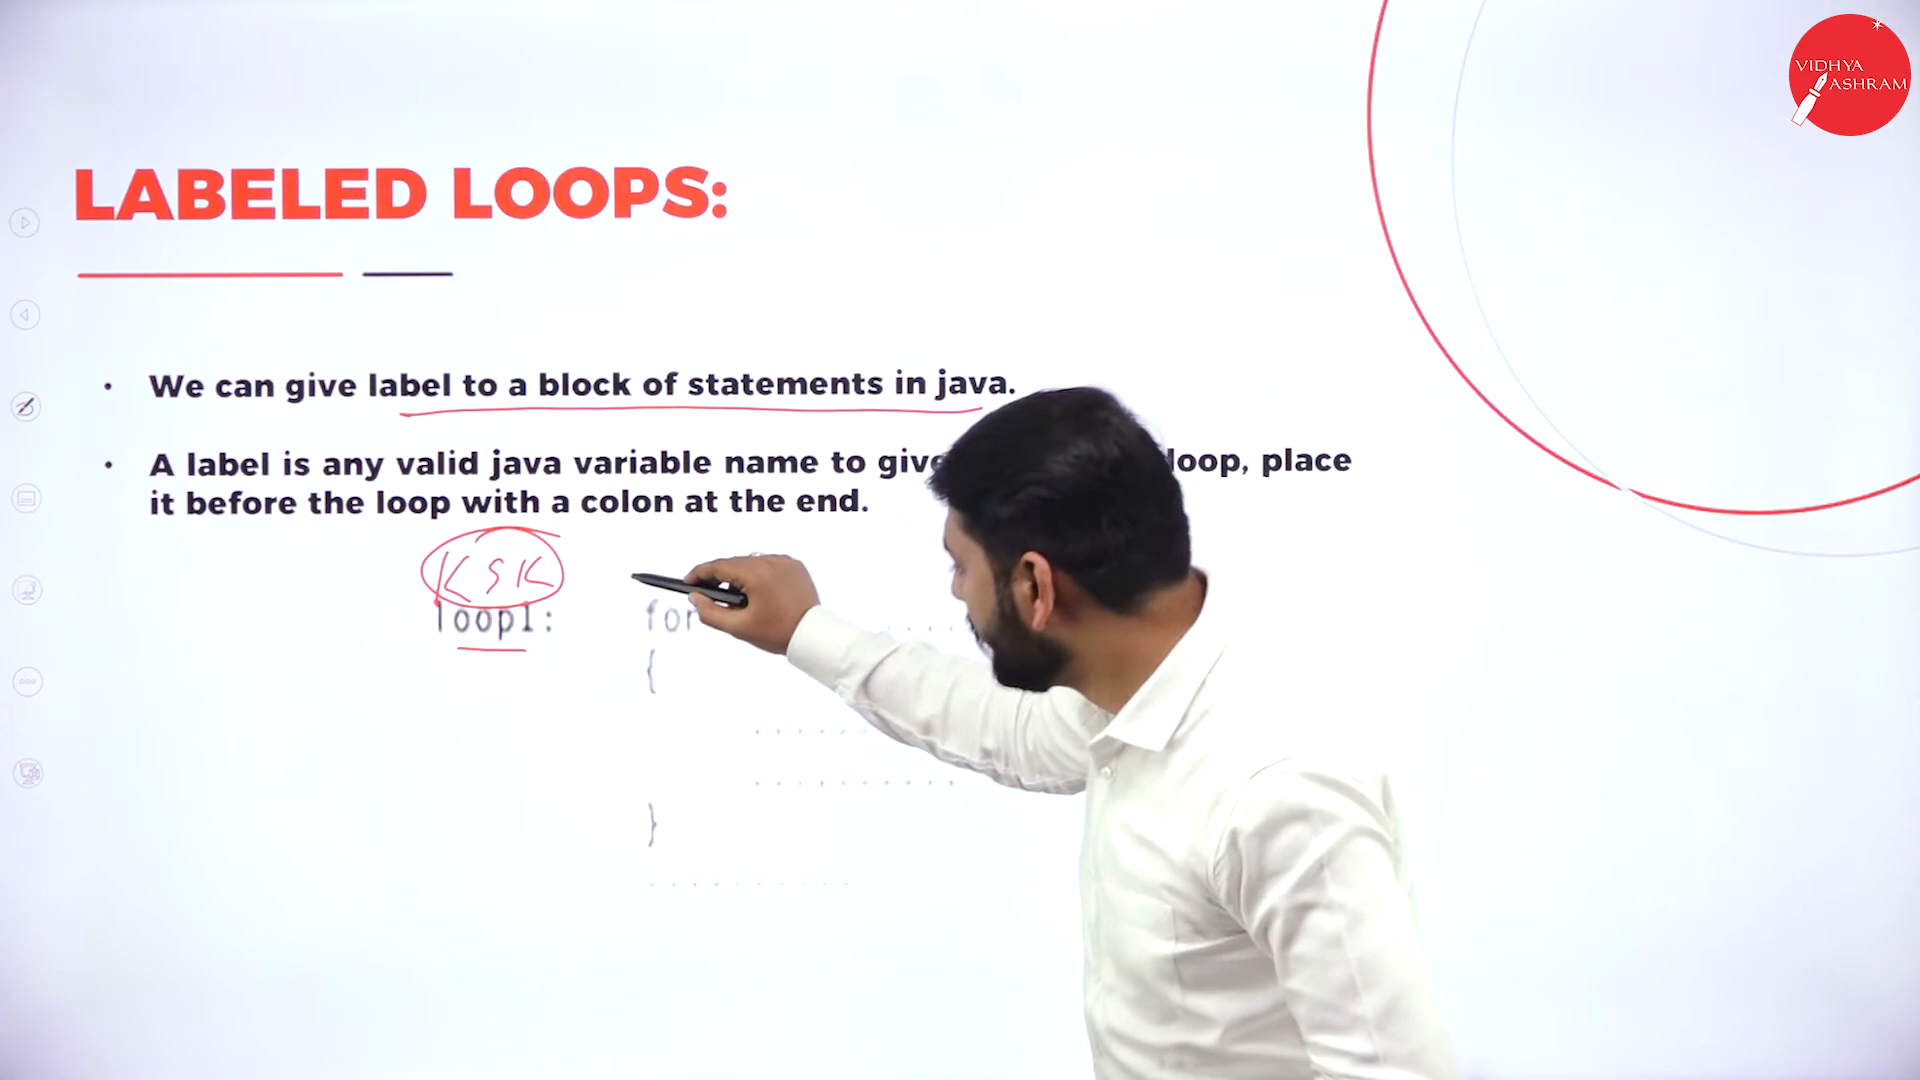 VIDHYA
ASHRAM
LABELED LOOPS:
• We can give label to a block of statements in java.
• A label is any valid java variable name to give loop, place
it before the loop with a colon at the end.
KSK
loop1: for . . . .
{
. . . . . .
. . . . . . . . .
}
. . . . . . . . .